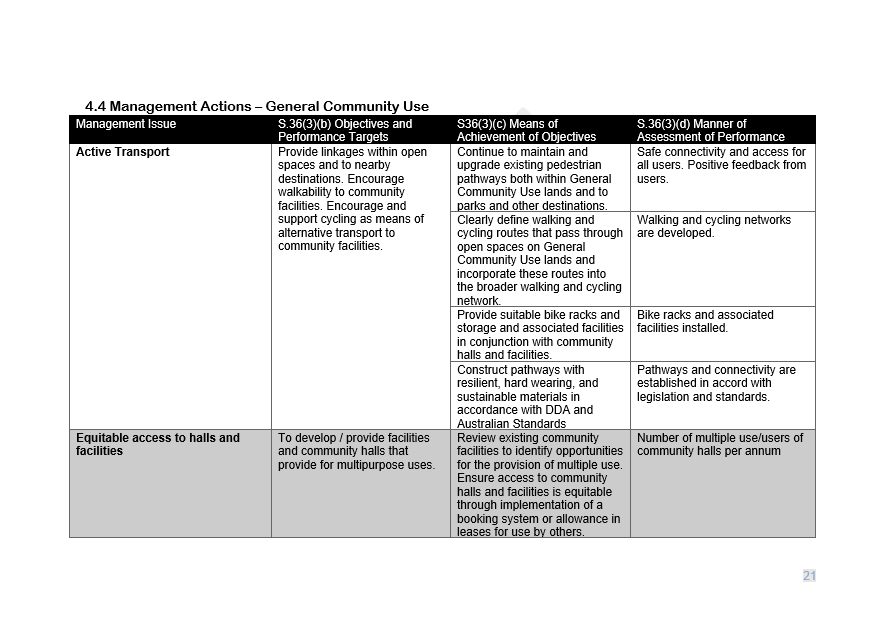 4.4 Management Actions – General Community Use
Management Issue
S.36(3)(b) Objectives and
Performance Targets
S36(3)(c) Means of
Achievement of Objectives
S.36(3)(d) Manner of
Assessment of Performance
Active Transport
Provide linkages within open
spaces and to nearby
destinations. Encourage
walkability to community
facilities. Encourage and
support cycling as means of
alternative transport to
community facilities.
Continue to maintain and
upgrade existing pedestrian
pathways both within General
Community Use lands and to
parks and other destinations.
Safe connectivity and access for
all users. Positive feedback from
users.
Clearly define walking and
cycling routes that pass through
open spaces on General
Community Use lands and
incorporate these routes into
the broader walking and cycling
network.
Walking and cycling networks
are developed.
Provide suitable bike racks and
storage and associated facilities
in conjunction with community
halls and facilities.
Bike racks and associated
facilities installed.
Construct pathways with
resilient, hard wearing, and
sustainable materials in
accordance with DDA and
Australian Standards
Pathways and connectivity are
established in accord with
legislation and standards.
Equitable access to halls and
facilities
To develop / provide facilities
and community halls that
provide for multipurpose uses.
Review existing community
facilities to identify opportunities
for the provision of multiple use.
Ensure access to community
halls and facilities is equitable
through implementation of a
booking system or allowance in
leases for use by others.
Number of multiple use/users of
community halls per annum
21